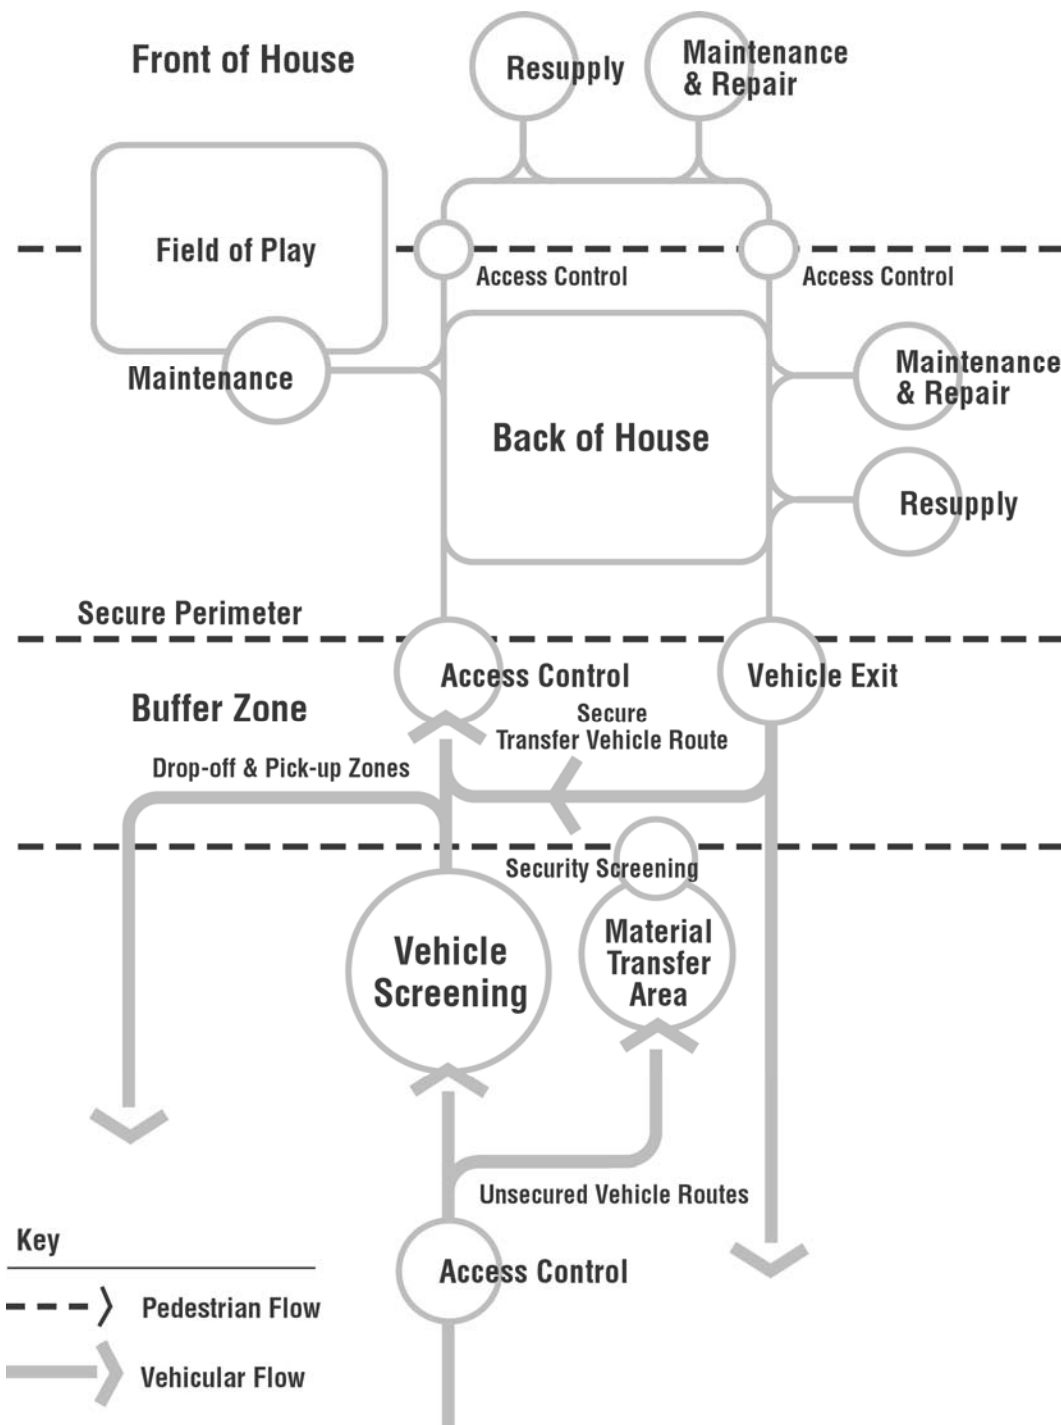 Front of House
Resupply
Maintenance
& Repair
Field of Play
Access Control
Access Control
Maintenance
Maintenance
& Repair
Back of House
Resupply
Secure Perimeter
Access Control
Vehicle Exit
Buffer Zone
Secure
Transfer Vehicle Route
Drop-off & Pick-up Zones
Security Screening
Vehicle
Screening
Material
Transfer
Area
Unsecured Vehicle Routes
Access Control
Key
Pedestrian Flow
Vehicular Flow